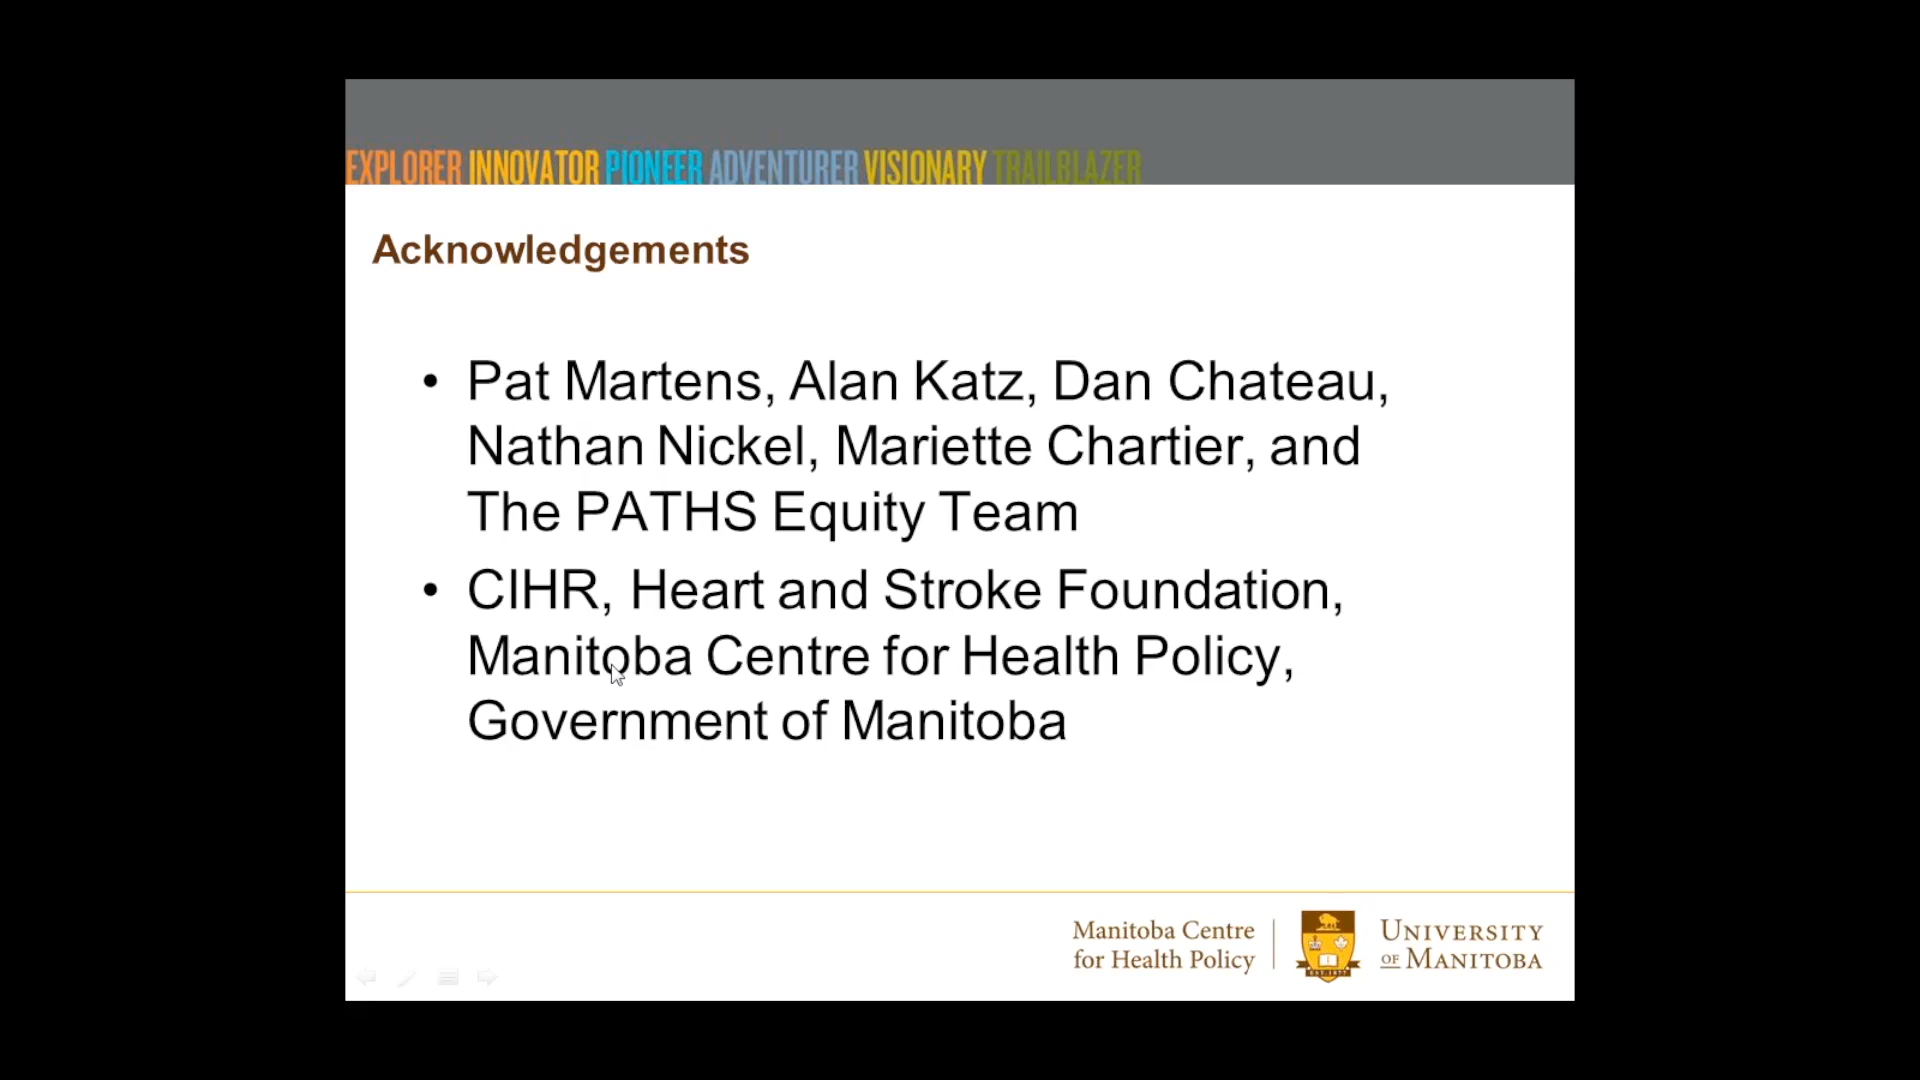 EXPLORER INNOVATOR PIONEER ADVENTURER VISIONARY TRAILBLAZER
Acknowledgements
• Pat Martens, Alan Katz, Dan Chateau,
Nathan Nickel, Mariette Chartier, and
The PATHS Equity Team
• CIHR, Heart and Stroke Foundation,
Manitoba Centre for Health Policy,
Government of Manitoba
Manitoba Centre
for Health Policy
UNIVERSITY
OF MANITOBA
EST. 1877